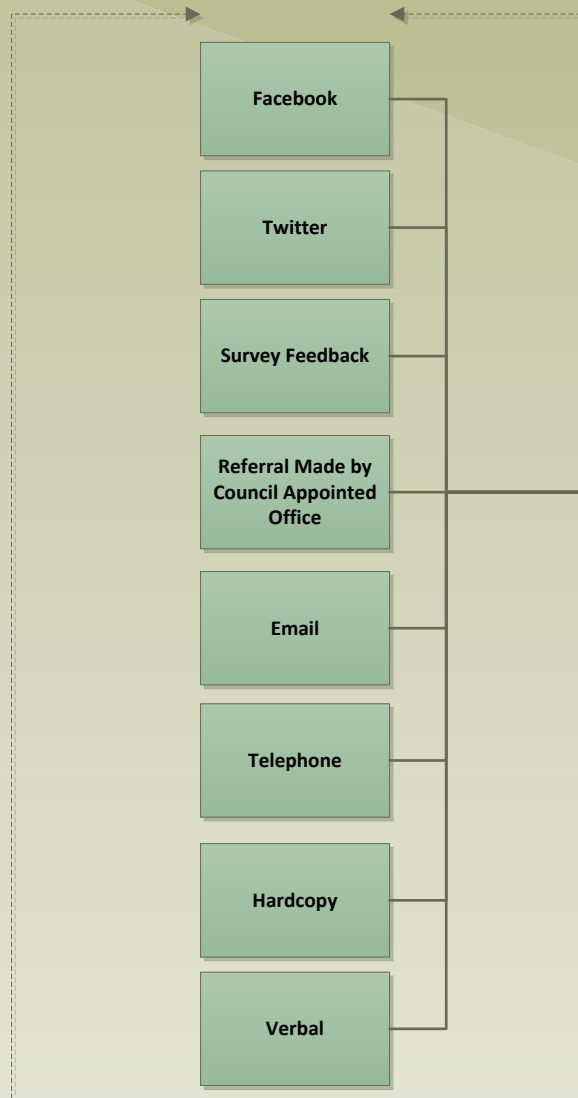 Facebook
Twitter
Survey Feedback
Referral Made by
Council Appointed
Office
Email
Telephone
Hardcopy
Verbal